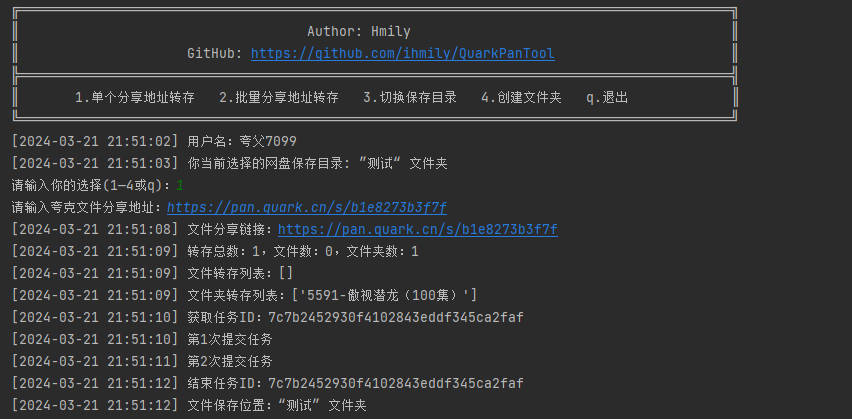 Author: Hmily
GitHub: https://github.com/ihmily/QuarkPanTool
1.单个分享地址转存 2.批量分享地址转存 3.切换保存目录 4.创建文件夹 q.退出
[2024-03-21 21:51:02] 用户名：夸父7099
[2024-03-21 21:51:03] 你当前选择的网盘保存目录: ”测试“ 文件夹
请输入你的选择(1—4或q)：1
请输入夸克文件分享地址：https://pan.quark.cn/s/b1e8273b3f7f
[2024-03-21 21:51:08] 文件分享链接：https://pan.quark.cn/s/b1e8273b3f7f
[2024-03-21 21:51:09] 转存总数：1，文件数：0，文件夹数：1
[2024-03-21 21:51:09] 文件转存列表：[]
[2024-03-21 21:51:09] 文件夹转存列表：['5591-傲视潜龙（100集）']
[2024-03-21 21:51:10] 获取任务ID：7c7b2452930f4102843eddf345ca2faf
[2024-03-21 21:51:10] 第1次提交任务
[2024-03-21 21:51:11] 第2次提交任务
[2024-03-21 21:51:12] 结束任务ID：7c7b2452930f4102843eddf345ca2faf
[2024-03-21 21:51:12] 文件保存位置：“测试” 文件夹